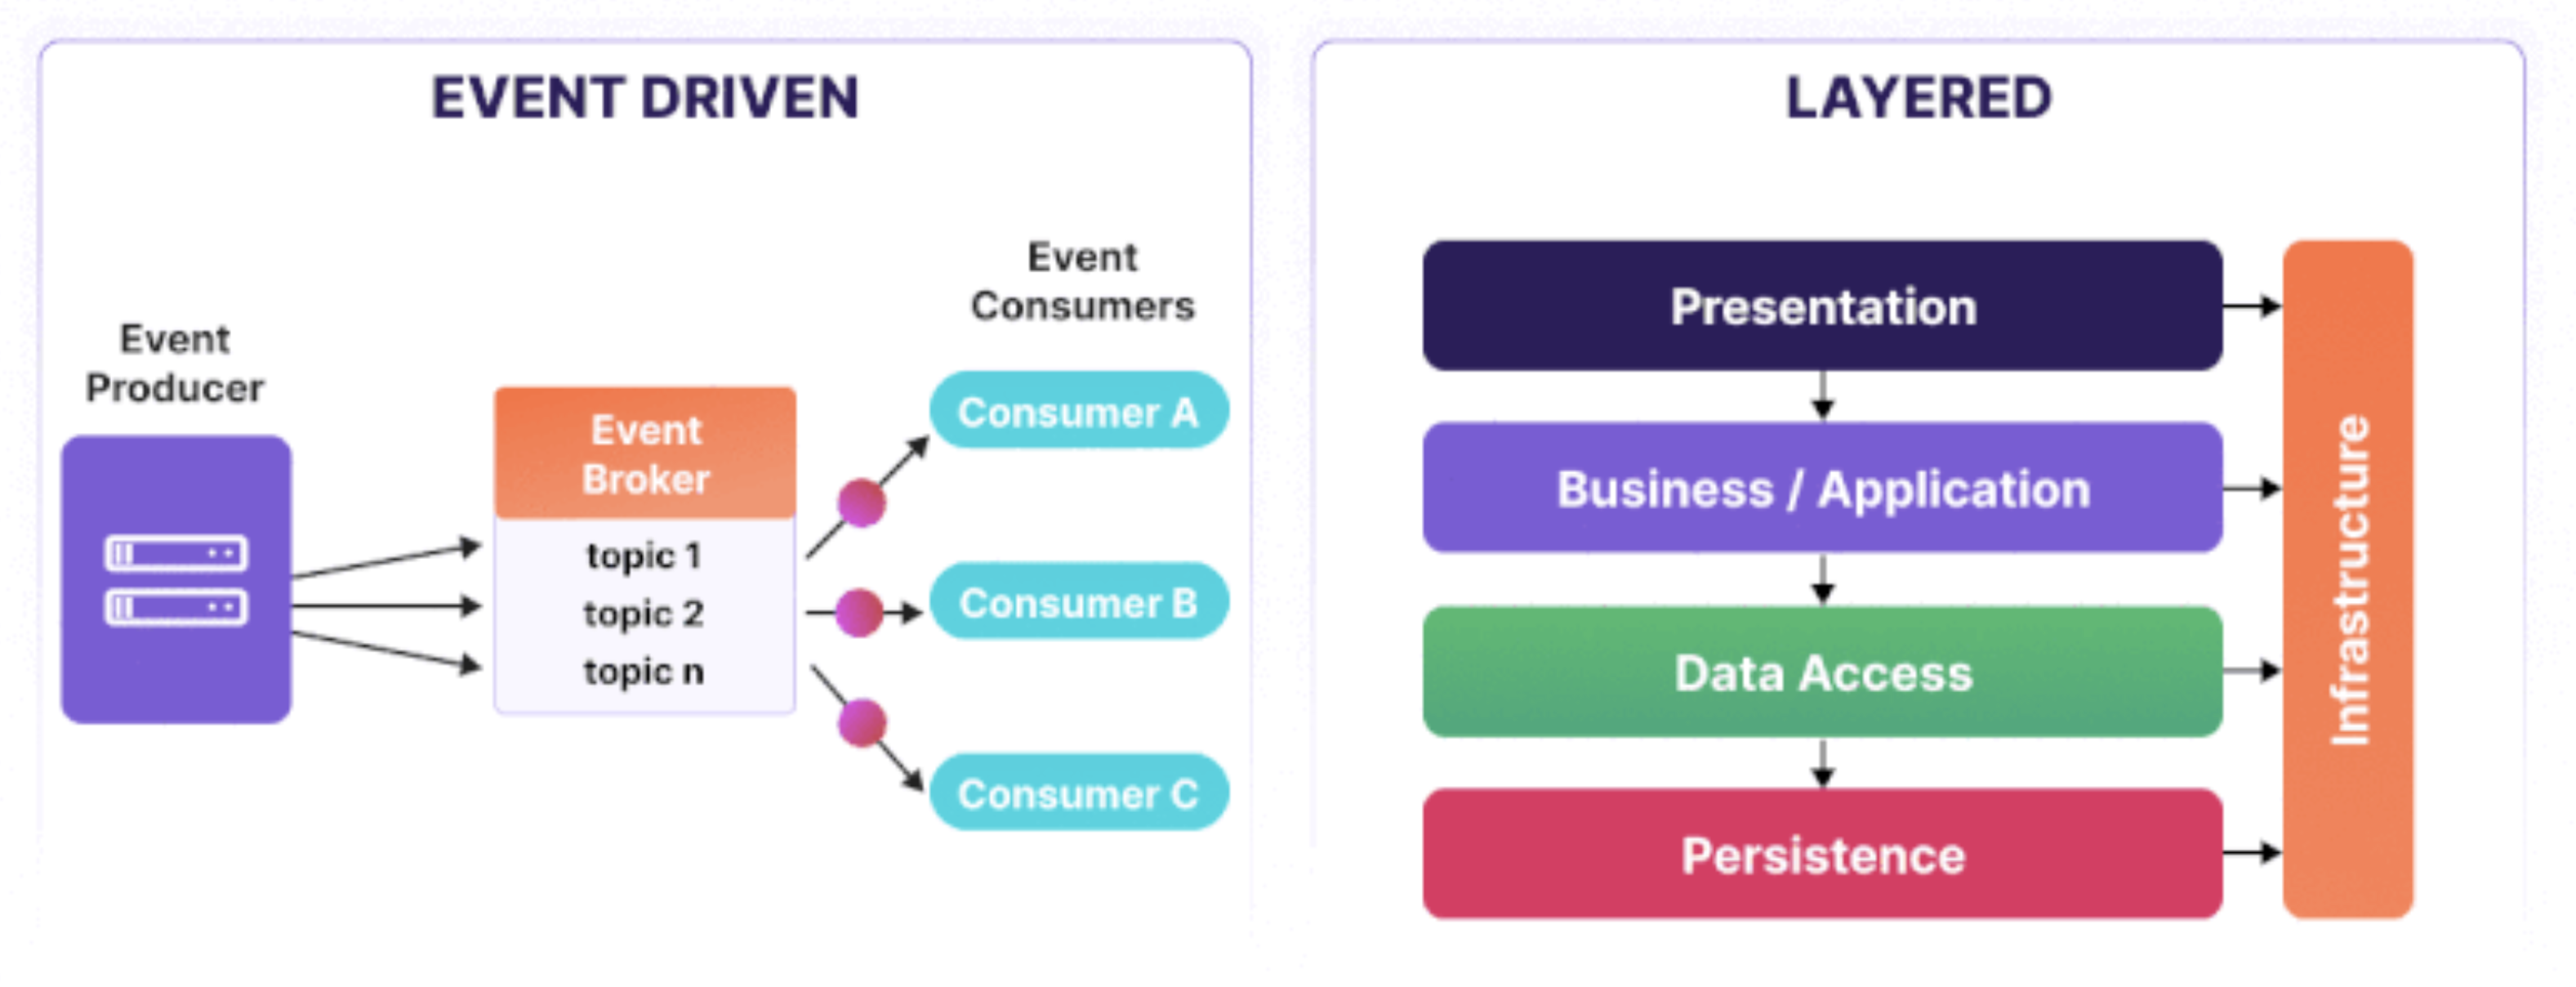 EVENT DRIVEN
Event
Producer
Event
Broker
topic 1
topic 2
topic n
Event
Consumers
Consumer A
Consumer B
Consumer C
LAYERED
Presentation
Business / Application
Data Access
Persistence
Infrastructure